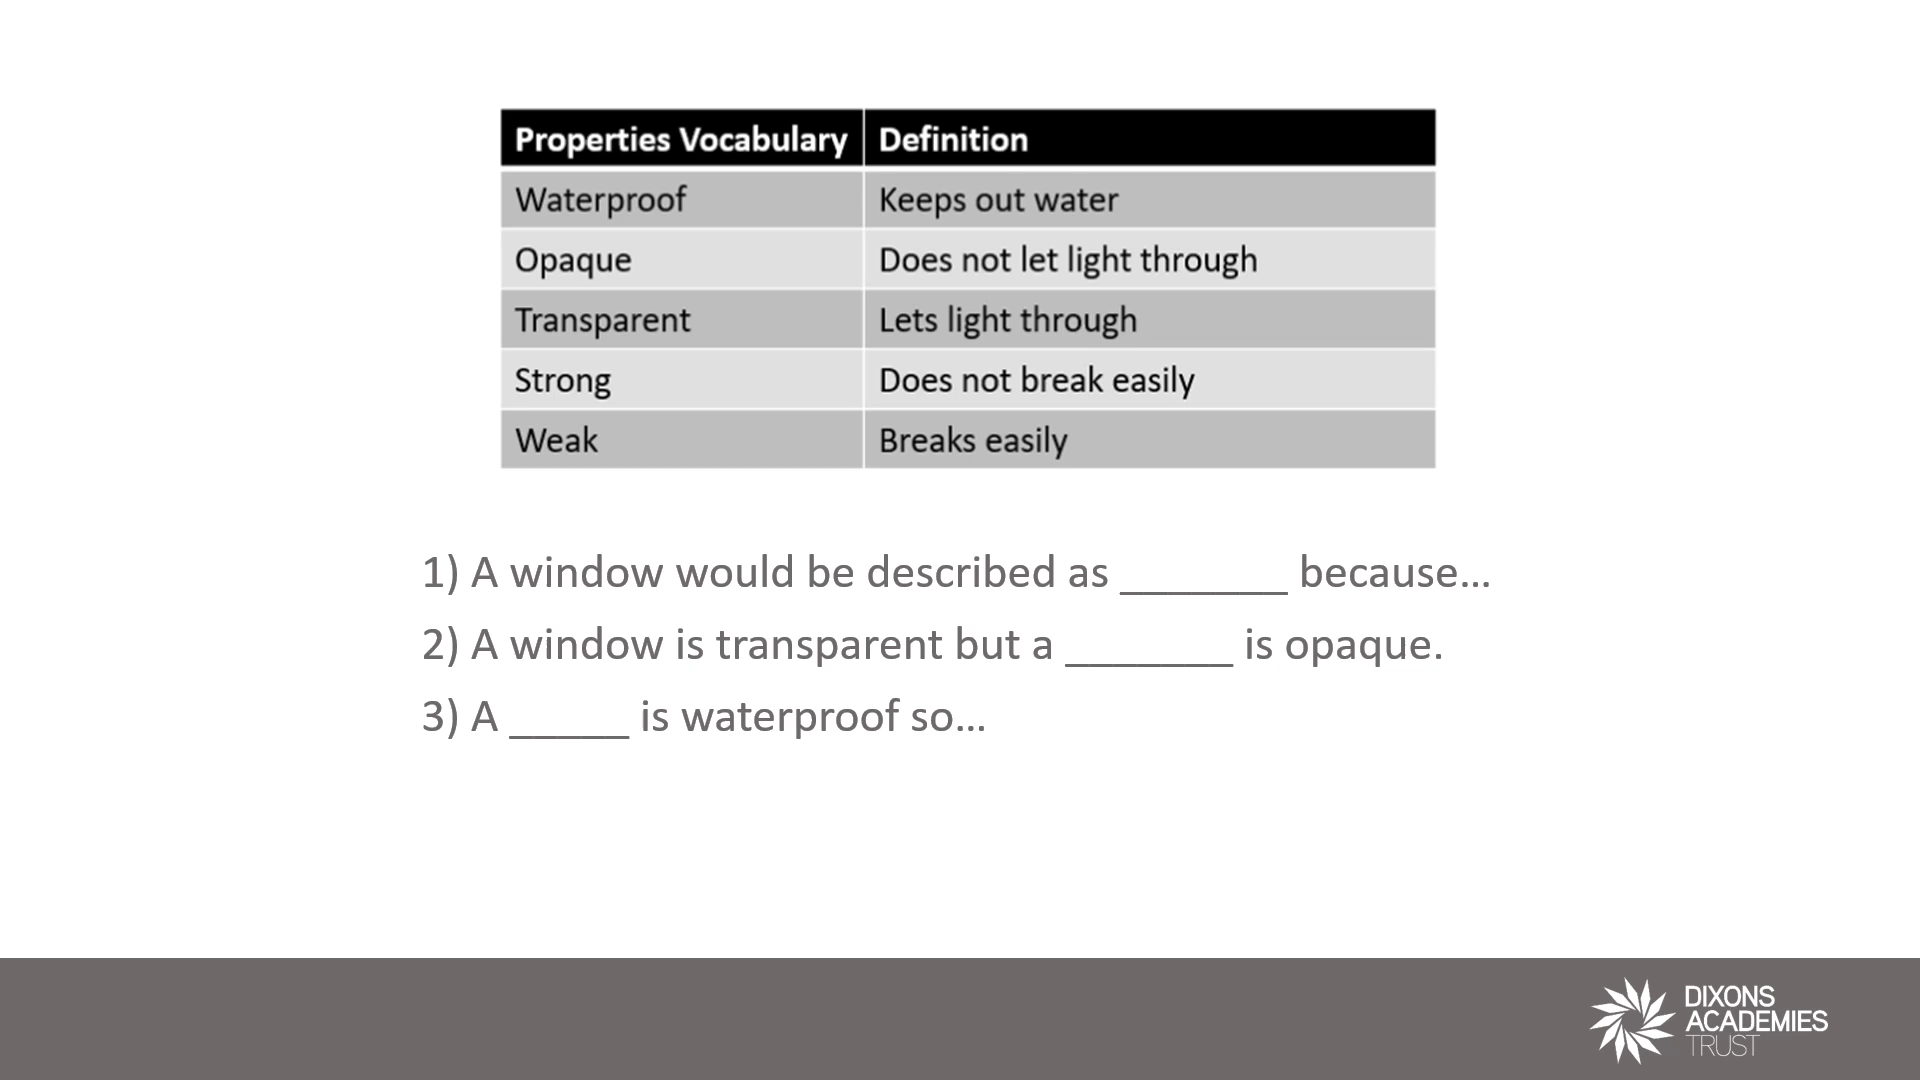 Properties Vocabulary Definition
Waterproof Keeps out water
Opaque Does not let light through
Transparent Lets light through
Strong Does not break easily
Weak Breaks easily
1) A window would be described as _______ because…
2) A window is transparent but a _______ is opaque.
3) A _____ is waterproof so…
DIXONS
ACADEMIES
TRUST